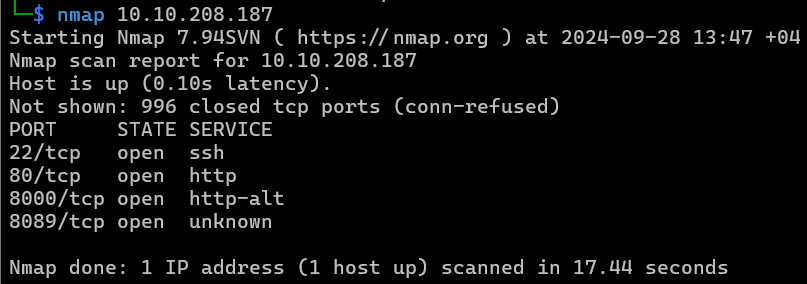 └─$ nmap 10.10.208.187
Starting Nmap 7.94SVN ( https://nmap.org ) at 2024-09-28 13:47 +04
Nmap scan report for 10.10.208.187
Host is up (0.10s latency).
Not shown: 996 closed tcp ports (conn-refused)
PORT     STATE SERVICE
22/tcp   open  ssh
80/tcp   open  http
8000/tcp open  http-alt
8089/tcp open  unknown
Nmap done: 1 IP address (1 host up) scanned in 17.44 seconds